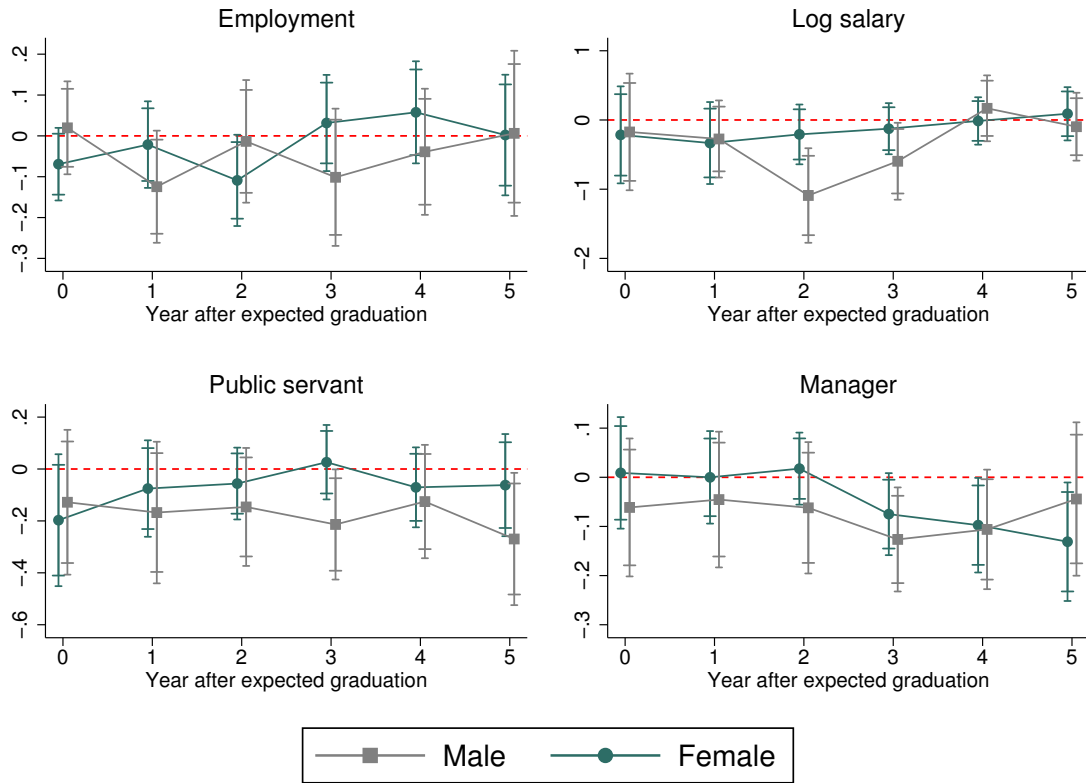 Employment
.2
.1
0
-.1
-.2
-.3
0 1 2 3 4 5
Year after expected graduation
Log salary
1
0
-1
-2
0 1 2 3 4 5
Year after expected graduation
Public servant
.2
0
-.2
-.4
-.6
0 1 2 3 4 5
Year after expected graduation
Manager
.1
0
-.1
-.2
-.3
0 1 2 3 4 5
Year after expected graduation
Male Female